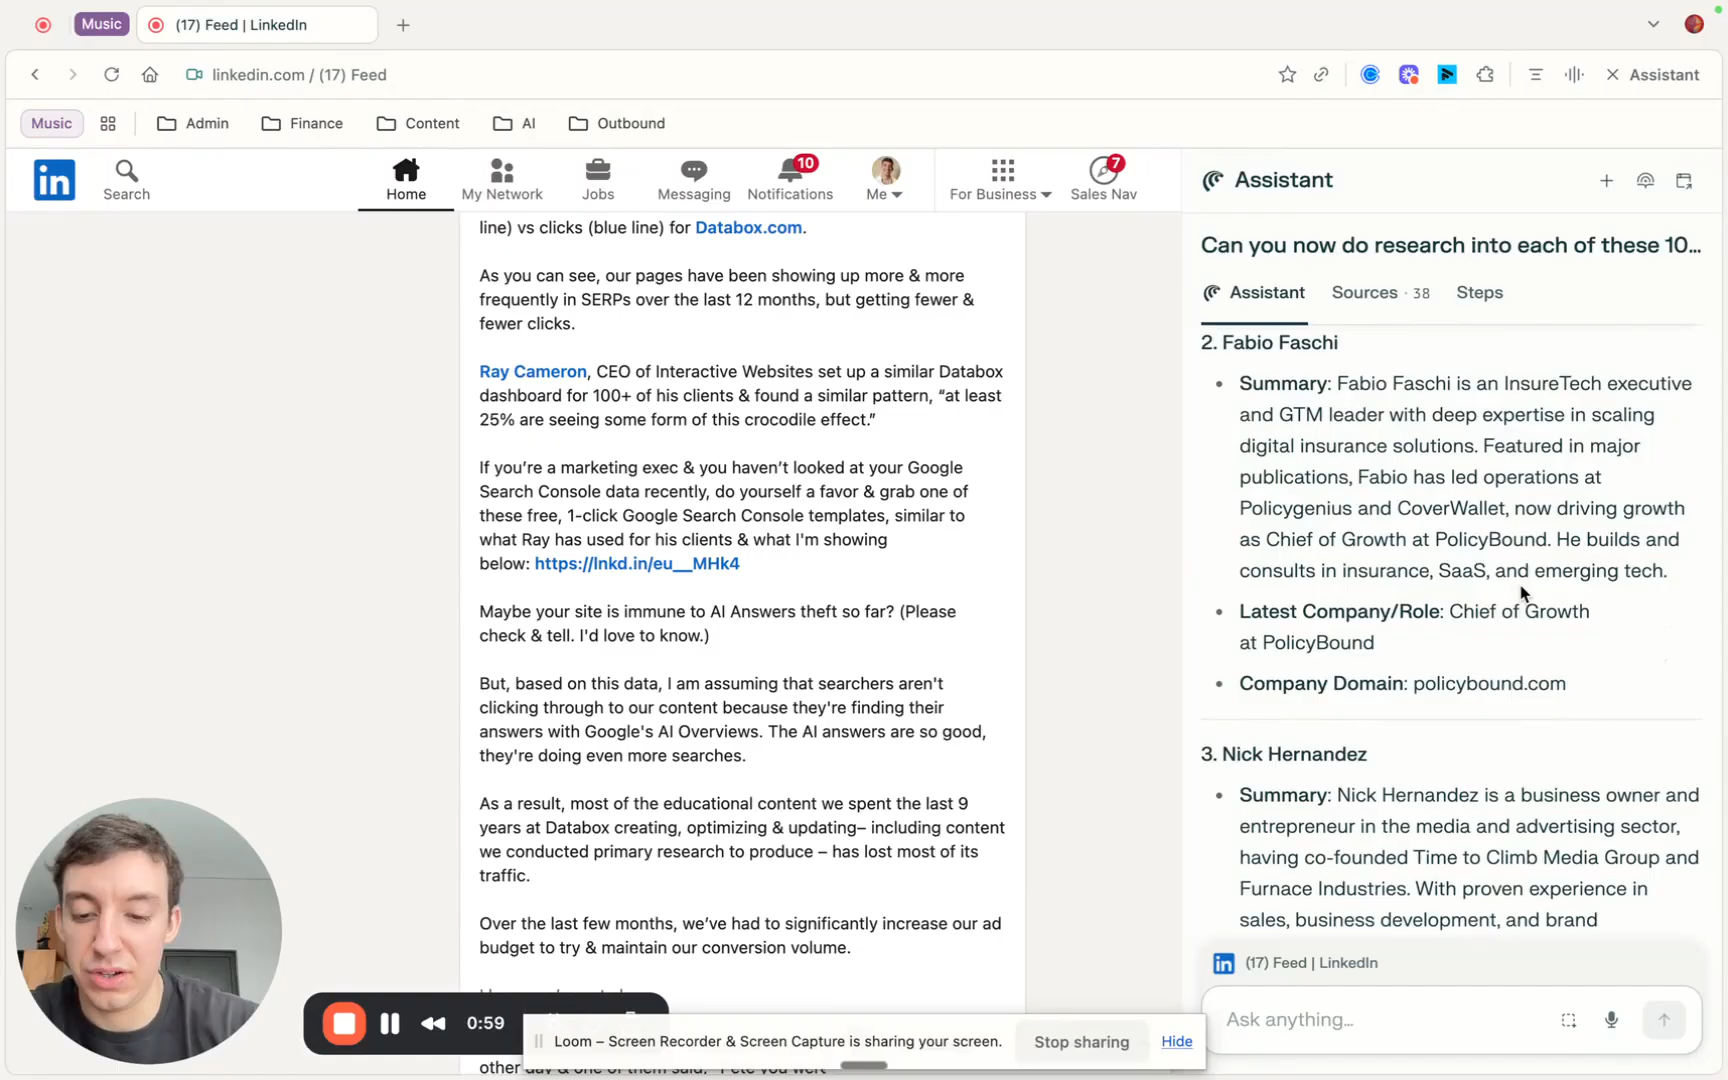 Music
(17) Feed | LinkedIn
linkedin.com / (17) Feed
Assistant
Music
Admin
Finance
Content
AI
Outbound
in
Search
Home
My Network
Jobs
Messaging
10
Notifications
Me
For Business
7
Sales Nav
line) vs clicks (blue line) for Databox.com.
As you can see, our pages have been showing up more & more
frequently in SERPs over the last 12 months, but getting fewer &
fewer clicks.
Ray Cameron, CEO of Interactive Websites set up a similar Databox
dashboard for 100+ of his clients & found a similar pattern, “at least
25% are seeing some form of this crocodile effect.”
If you’re a marketing exec & you haven’t looked at your Google
Search Console data recently, do yourself a favor & grab one of
these free, 1-click Google Search Console templates, similar to
what Ray has used for his clients & what I'm showing
below: https://lnkd.in/eu__MHk4
Maybe your site is immune to AI Answers theft so far? (Please
check & tell. I'd love to know.)
But, based on this data, I am assuming that searchers aren't
clicking through to our content because they're finding their
answers with Google's AI Overviews. The AI answers are so good,
they're doing even more searches.
As a result, most of the educational content we spent the last 9
years at Databox creating, optimizing & updating– including content
we conducted primary research to produce – has lost most of its
traffic.
Over the last few months, we’ve had to significantly increase our ad
budget to try & maintain our conversion volume.
0:59
Loom – Screen Recorder & Screen Capture is sharing your screen.
Stop sharing
Hide
other day & one of them said: "Pete you went
Assistant
Can you now do research into each of these 10...
Assistant
Sources · 38
Steps
2. Fabio Faschi
• Summary: Fabio Faschi is an InsureTech executive
and GTM leader with deep expertise in scaling
digital insurance solutions. Featured in major
publications, Fabio has led operations at
Policygenius and CoverWallet, now driving growth
as Chief of Growth at PolicyBound. He builds and
consults in insurance, SaaS, and emerging tech.
• Latest Company/Role: Chief of Growth
at PolicyBound
• Company Domain: policybound.com
3. Nick Hernandez
• Summary: Nick Hernandez is a business owner and
entrepreneur in the media and advertising sector,
having co-founded Time to Climb Media Group and
Furnace Industries. With proven experience in
sales, business development, and brand
in
(17) Feed | LinkedIn
Ask anything...